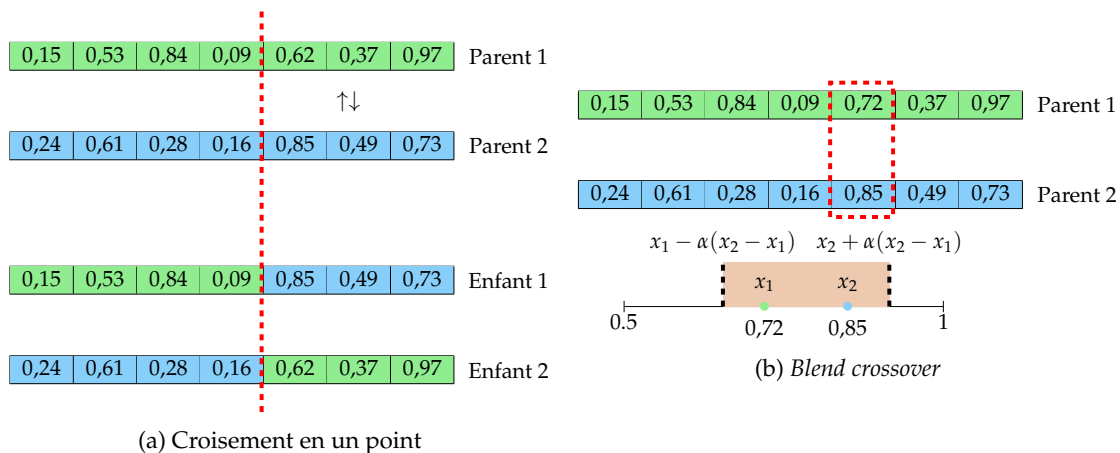 0,15 0,53 0,84 0,09 0,62 0,37 0,97 Parent 1
↑↓
0,24 0,61 0,28 0,16 0,85 0,49 0,73 Parent 2
0,15 0,53 0,84 0,09 0,85 0,49 0,73 Enfant 1
0,24 0,61 0,28 0,16 0,62 0,37 0,97 Enfant 2
(a) Croisement en un point
0,15 0,53 0,84 0,09 0,72 0,37 0,97 Parent 1
0,24 0,61 0,28 0,16 0,85 0,49 0,73 Parent 2
x₁ − α(x₂ − x₁) x₂ + α(x₂ − x₁)
x₁ x₂
0.5 0,72 0,85 1
(b) Blend crossover